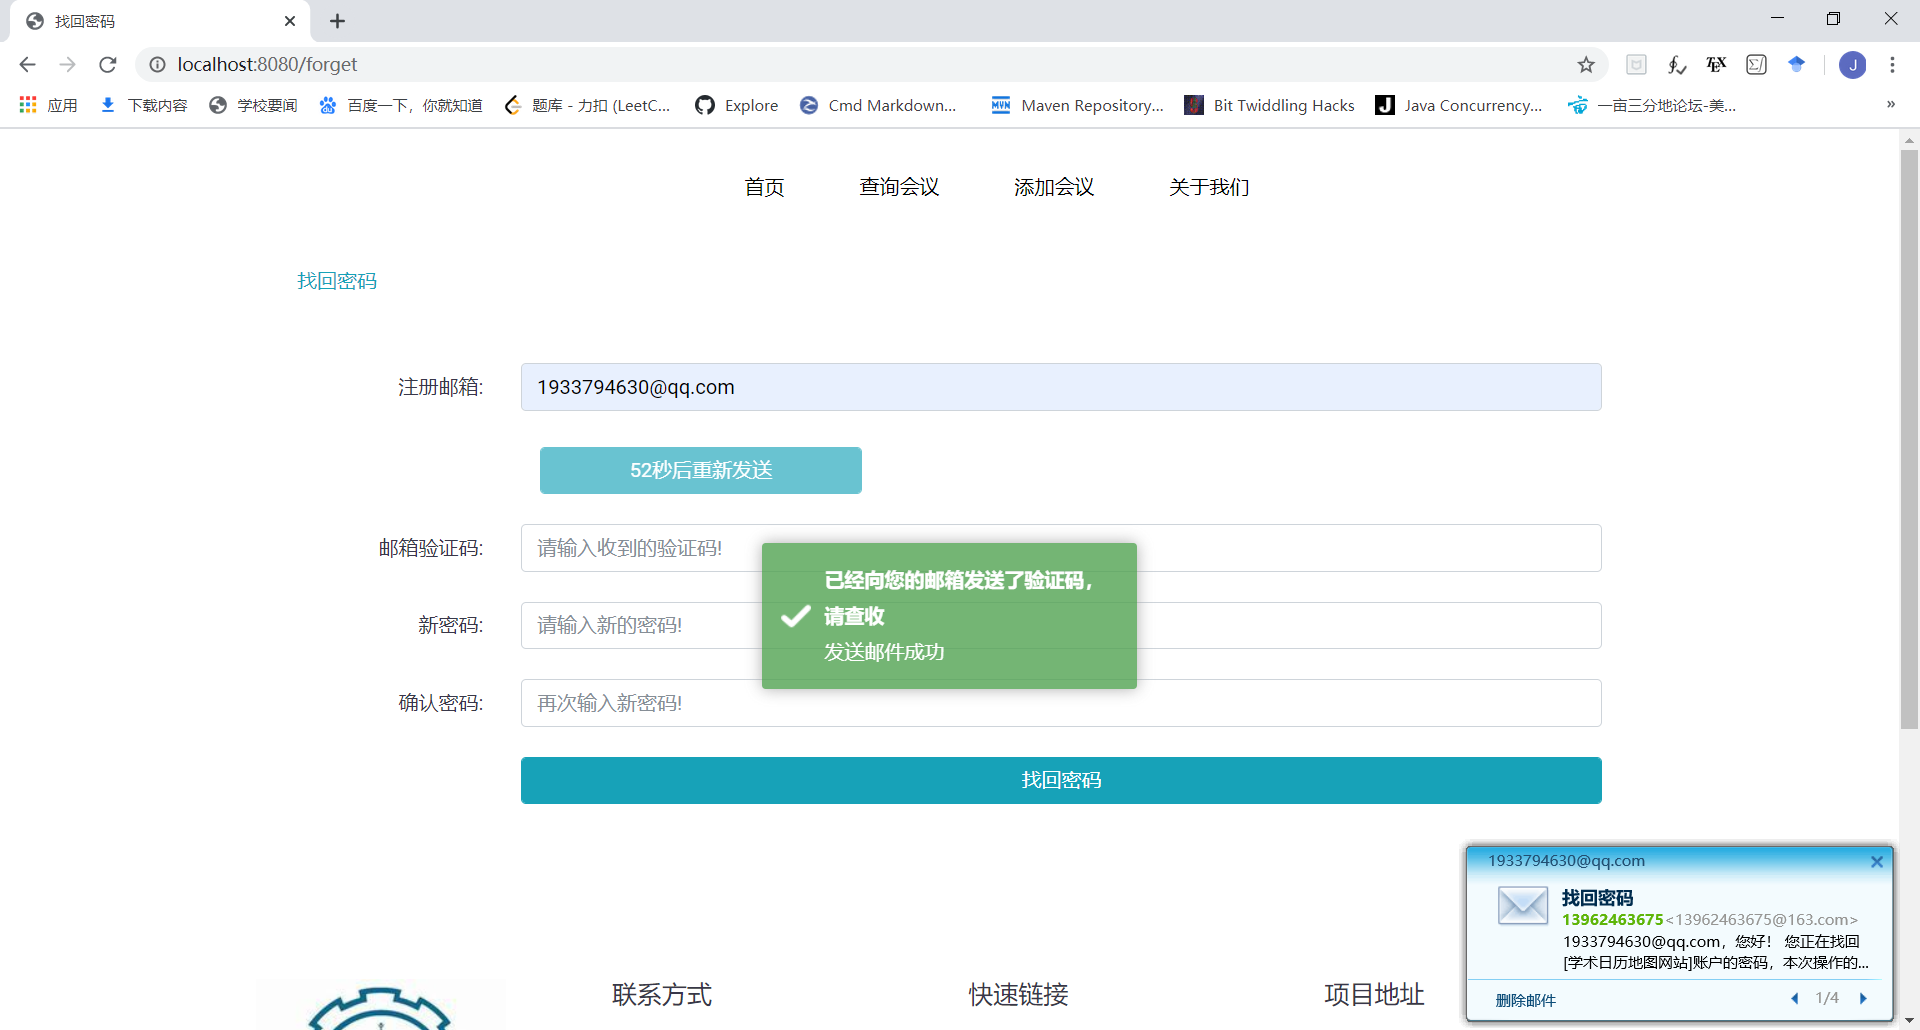 找回密码
localhost:8080/forget
J
应用
下载内容
学校要闻
百度一下，你就知道
题库 - 力扣 (LeetC...
Explore
Cmd Markdown...
Maven Repository...
Bit Twiddling Hacks
Java Concurrency...
一亩三分地论坛-美...
»
首页
查询会议
添加会议
关于我们
找回密码
注册邮箱:
1933794630@qq.com
52秒后重新发送
邮箱验证码:
请输入收到的验证码!
新密码:
请输入新的密码!
确认密码:
再次输入新密码!
已经向您的邮箱发送了验证码，
请查收
发送邮件成功
找回密码
1933794630@qq.com
找回密码
13962463675<13962463675@163.com>
1933794630@qq.com，您好！ 您正在找回
[学术日历地图网站]账户的密码，本次操作的...
删除邮件
1/4
联系方式
快速链接
项目地址